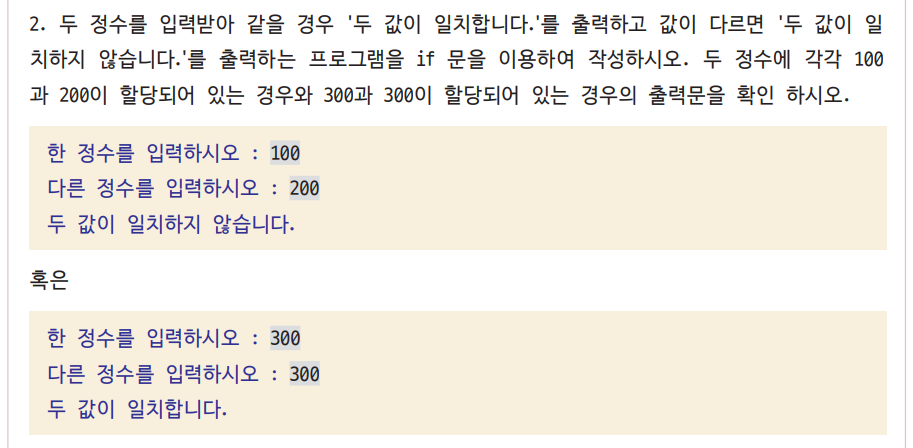 2. 두 정수를 입력받아 같을 경우 '두 값이 일치합니다.'를 출력하고 값이 다르면 '두 값이 일
치하지 않습니다.'를 출력하는 프로그램을 if 문을 이용하여 작성하시오. 두 정수에 각각 100
과 200이 할당되어 있는 경우와 300과 300이 할당되어 있는 경우의 출력문을 확인 하시오.
한 정수를 입력하시오 : 100
다른 정수를 입력하시오 : 200
두 값이 일치하지 않습니다.
혹은
한 정수를 입력하시오 : 300
다른 정수를 입력하시오 : 300
두 값이 일치합니다.